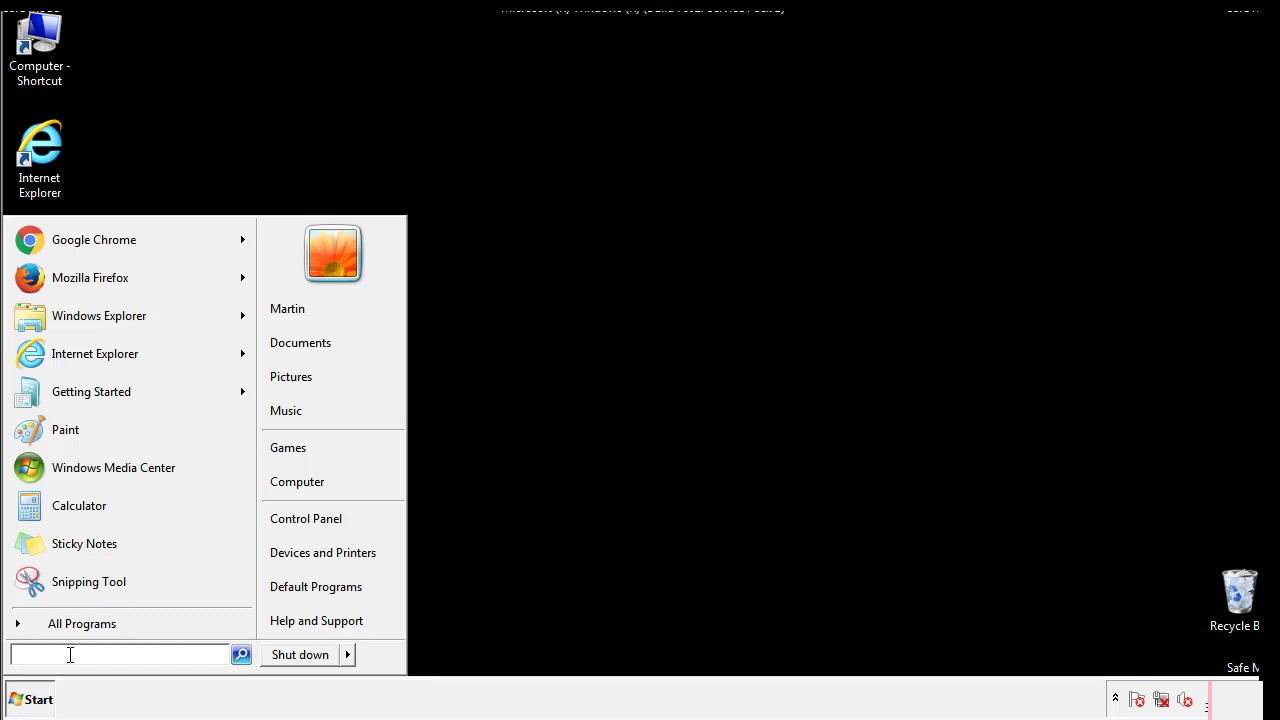 Computer -
Shortcut
Internet
Explorer
Google Chrome
Mozilla Firefox
Windows Explorer
Internet Explorer
Getting Started
Paint
Windows Media Center
Calculator
Sticky Notes
Snipping Tool
All Programs
Martin
Documents
Pictures
Music
Games
Computer
Control Panel
Devices and Printers
Default Programs
Help and Support
Shut down
Recycle B
Safe M
Start